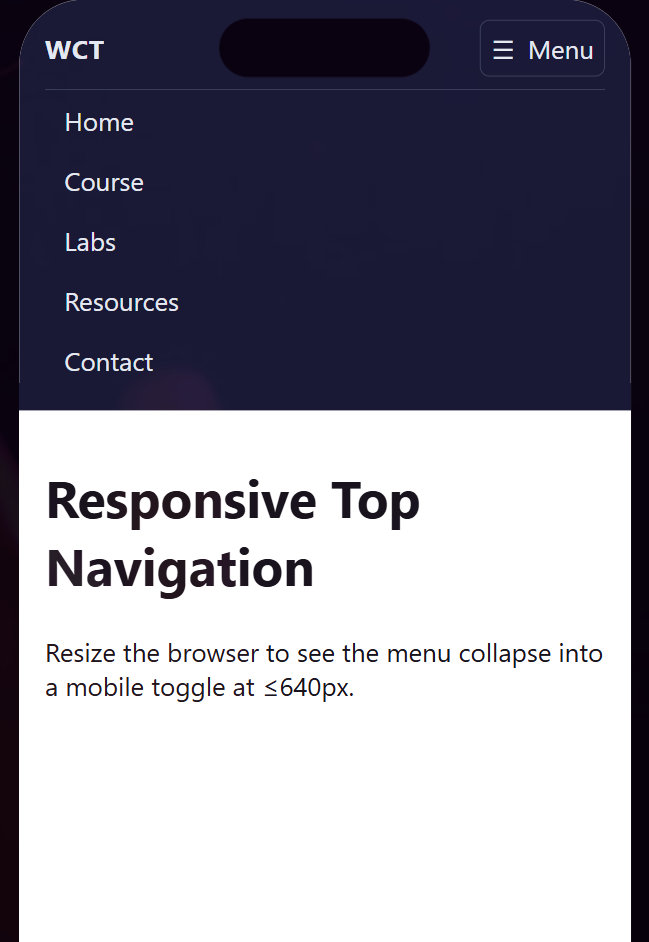 WCT
☰ Menu
Home
Course
Labs
Resources
Contact
Responsive Top
Navigation
Resize the browser to see the menu collapse into
a mobile toggle at ≤640px.